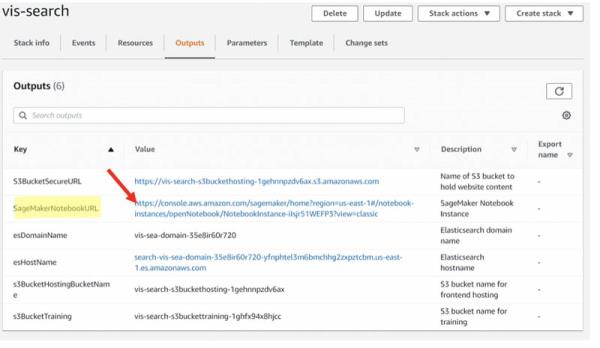 vis-search
Delete Update Stack actions ▼ Create stack ▼
Stack info Events Resources Outputs Parameters Template Change sets
Outputs (6)
Search outputs
Key Value Description Export name
S3BucketSecureURL https://vis-search-s3buckethosting-1gehnnpzdv6ax.s3.amazonaws.com Name of S3 bucket to hold website content -
SageMakerNotebookURL https://console.aws.amazon.com/sagemaker/home?region=us-east-1#/notebook-
instances/openNotebook/NotebookInstance-iIsjr51WEFP3?view=classic SageMaker Notebook Instance -
esDomainName vis-sea-domain-35e8ir60r720 Elasticsearch domain name -
esHostName search-vis-sea-domain-35e8ir60r720-yfnphtel3m6bmchhg2zxpztcbm.us-east-
1.es.amazonaws.com Elasticsearch hostname -
s3BucketHostingBucketNam
e vis-search-s3buckethosting-1gehnnpzdv6ax S3 bucket name for frontend hosting -
s3BucketTraining vis-search-s3buckettraining-1ghfx94x8hjcc S3 bucket name for training -